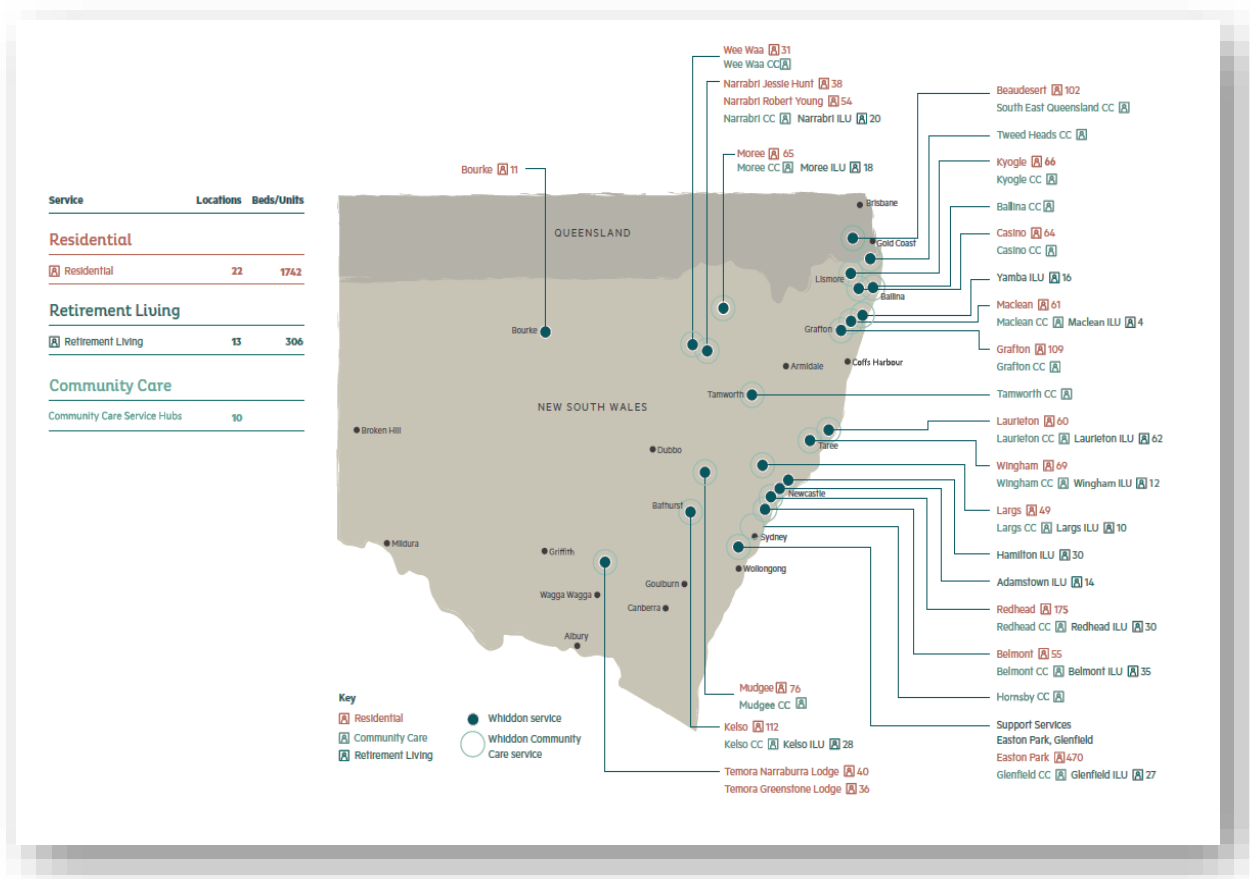 Service Locations Beds/Units
Residential
Residential 22 1742
Retirement Living
Retirement Living 13 306
Community Care
Community Care Service Hubs 10
Wee Waa 31
Wee Waa CC
Narrabri Jessie Hunt 38
Narrabri Robert Young 54
Narrabri CC Narrabri ILU 20
Moree 65
Moree CC Moree ILU 18
Bourke 11
Beaudesert 102
South East Queensland CC
Tweed Heads CC
Kyogle 66
Kyogle CC
Ballina CC
Casino 64
Casino CC
Yamba ILU 16
Maclean 61
Maclean CC Maclean ILU 4
Grafton 109
Grafton CC
Tamworth CC
Laurieton 60
Laurieton CC Laurieton ILU 62
Wingham 69
Wingham CC Wingham ILU 12
Largs 49
Largs CC Largs ILU 10
Hamilton ILU 30
Adamstown ILU 14
Redhead 175
Redhead CC Redhead ILU 30
Belmont 55
Belmont CC Belmont ILU 35
Hornsby CC
Support Services
Easton Park, Glenfield
Easton Park 470
Glenfield CC Glenfield ILU 27
QUEENSLAND
Brisbane
Gold Coast
Lismore
Ballina
Bourke
Grafton
Armidale
Coffs Harbour
Tamworth
NEW SOUTH WALES
Broken Hill
Dubbo
Taree
Newcastle
Bathurst
Sydney
Mildura
Griffith
Wollongong
Goulburn
Wagga Wagga
Canberra
Albury
Mudgee 76
Mudgee CC
Kelso 112
Kelso CC Kelso ILU 28
Temora Narraburra Lodge 40
Temora Greenstone Lodge 36
Key
Residential
Community Care
Retirement Living
Whiddon service
Whiddon Community
Care service